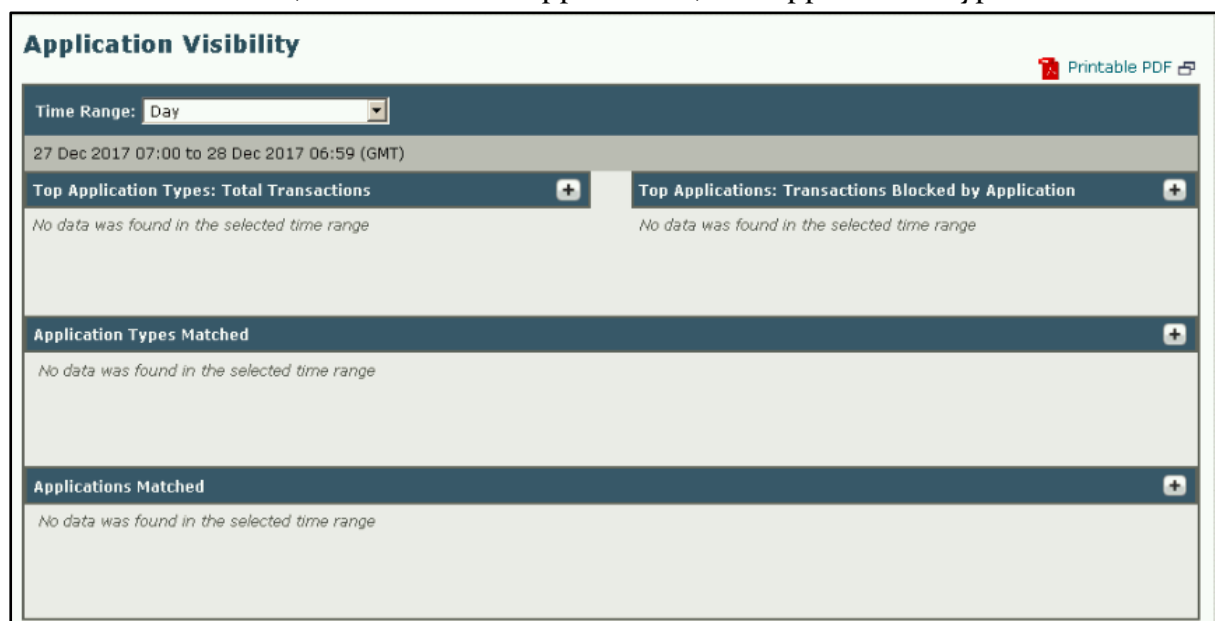 Application Visibility
Printable PDF
Time Range: Day
27 Dec 2017 07:00 to 28 Dec 2017 06:59 (GMT)
Top Application Types: Total Transactions
Top Applications: Transactions Blocked by Application
No data was found in the selected time range
No data was found in the selected time range
Application Types Matched
No data was found in the selected time range
Applications Matched
No data was found in the selected time range